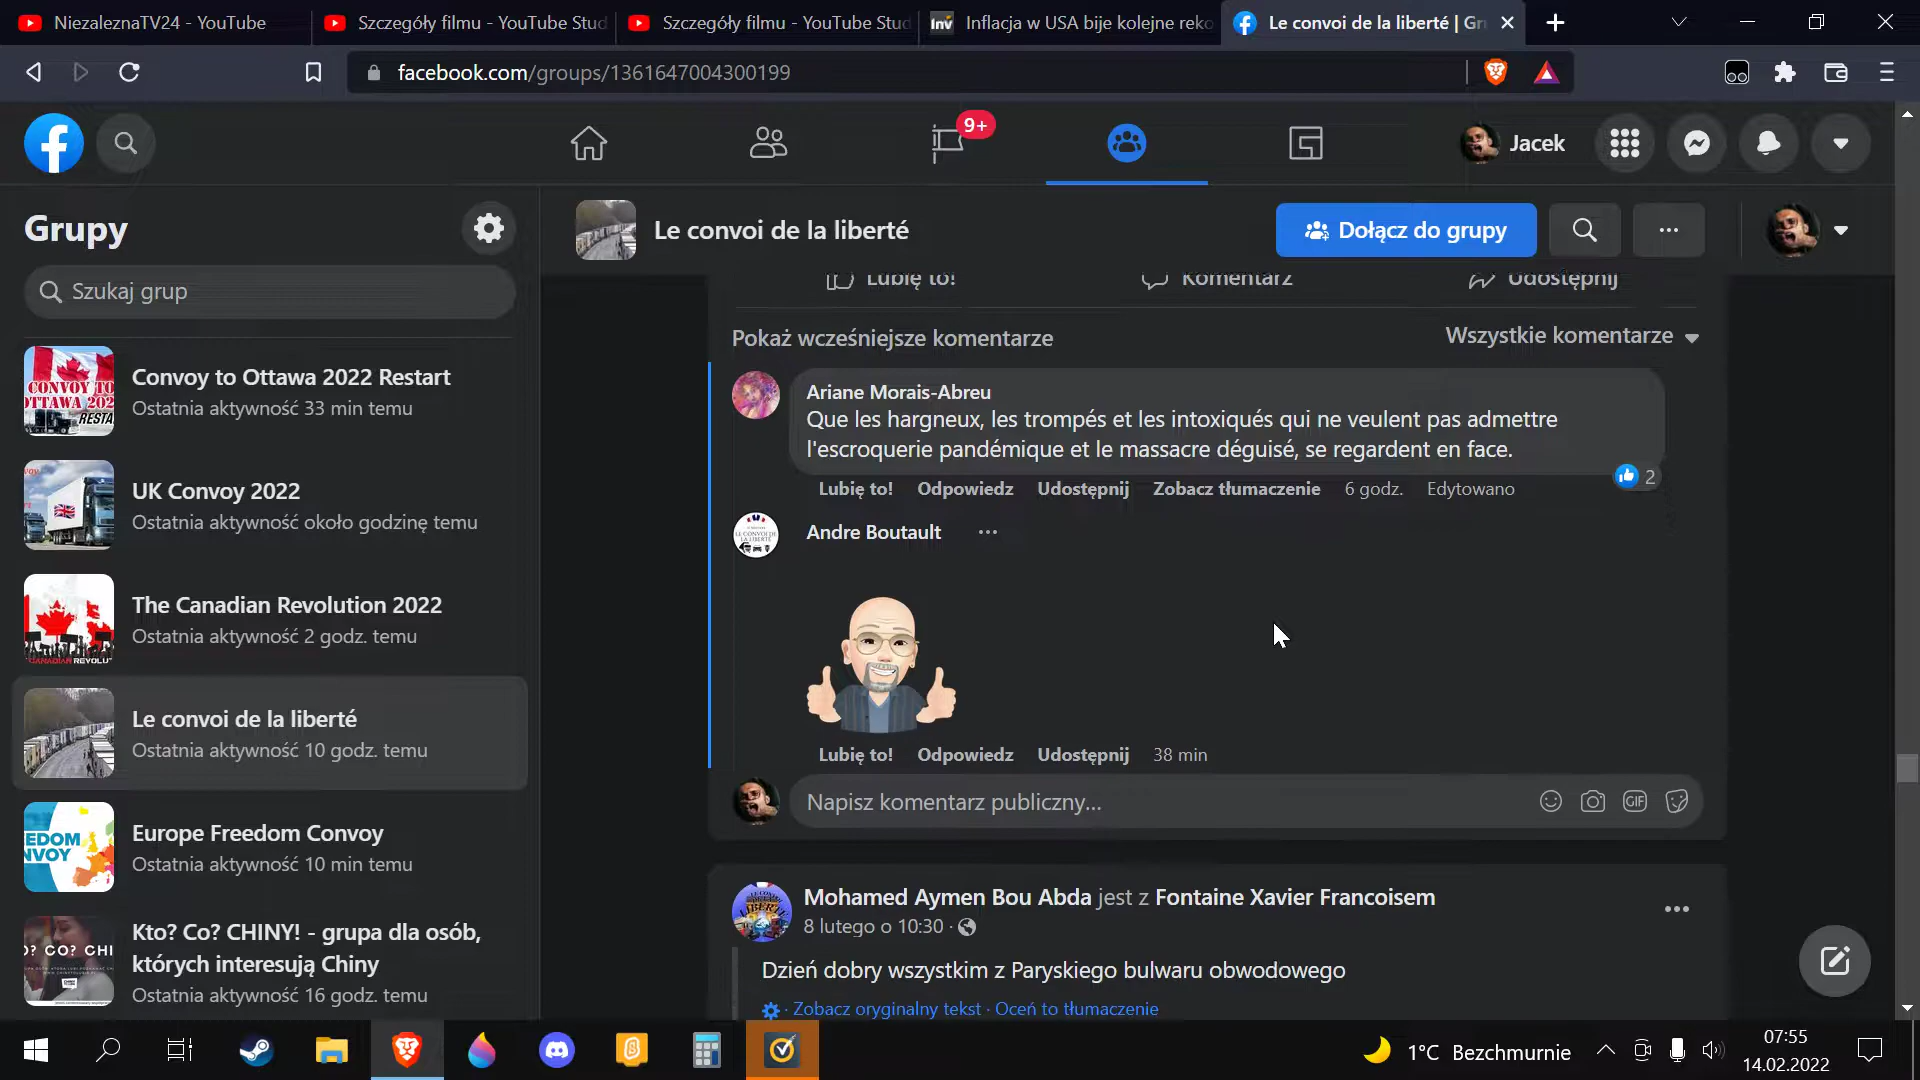 NiezaleznaTV24 - YouTube
Szczegóły filmu - YouTube Stud
Szczegóły filmu - YouTube Stud
Inv
Inflacja w USA bije kolejne reko
Le convoi de la liberté | Gr
facebook.com/groups/1361647004300199
9+
Jacek
Grupy
Szukaj grup
Le convoi de la liberté
Dołącz do grupy
Lubię to!
Komentarz
Udostępnij
Pokaż wcześniejsze komentarze
Wszystkie komentarze
Convoy to Ottawa 2022 Restart
Ostatnia aktywność 33 min temu
UK Convoy 2022
Ostatnia aktywność około godzinę temu
The Canadian Revolution 2022
Ostatnia aktywność 2 godz. temu
Le convoi de la liberté
Ostatnia aktywność 10 godz. temu
Europe Freedom Convoy
Ostatnia aktywność 10 min temu
Kto? Co? CHINY! - grupa dla osób,
których interesują Chiny
Ostatnia aktywność 16 godz. temu
Ariane Morais-Abreu
Que les hargneux, les trompés et les intoxiqués qui ne veulent pas admettre
l'escroquerie pandémique et le massacre déguisé, se regardent en face.
2
Lubię to! Odpowiedz Udostępnij Zobacz tłumaczenie 6 godz. Edytowano
Andre Boutault
Lubię to! Odpowiedz Udostępnij 38 min
Napisz komentarz publiczny...
GIF
Mohamed Aymen Bou Abda jest z Fontaine Xavier Francoisem
8 lutego o 10:30 ·
Dzień dobry wszystkim z Paryskiego bulwaru obwodowego
· Zobacz oryginalny tekst · Oceń to tłumaczenie
1°C Bezchmurnie
07:55
14.02.2022